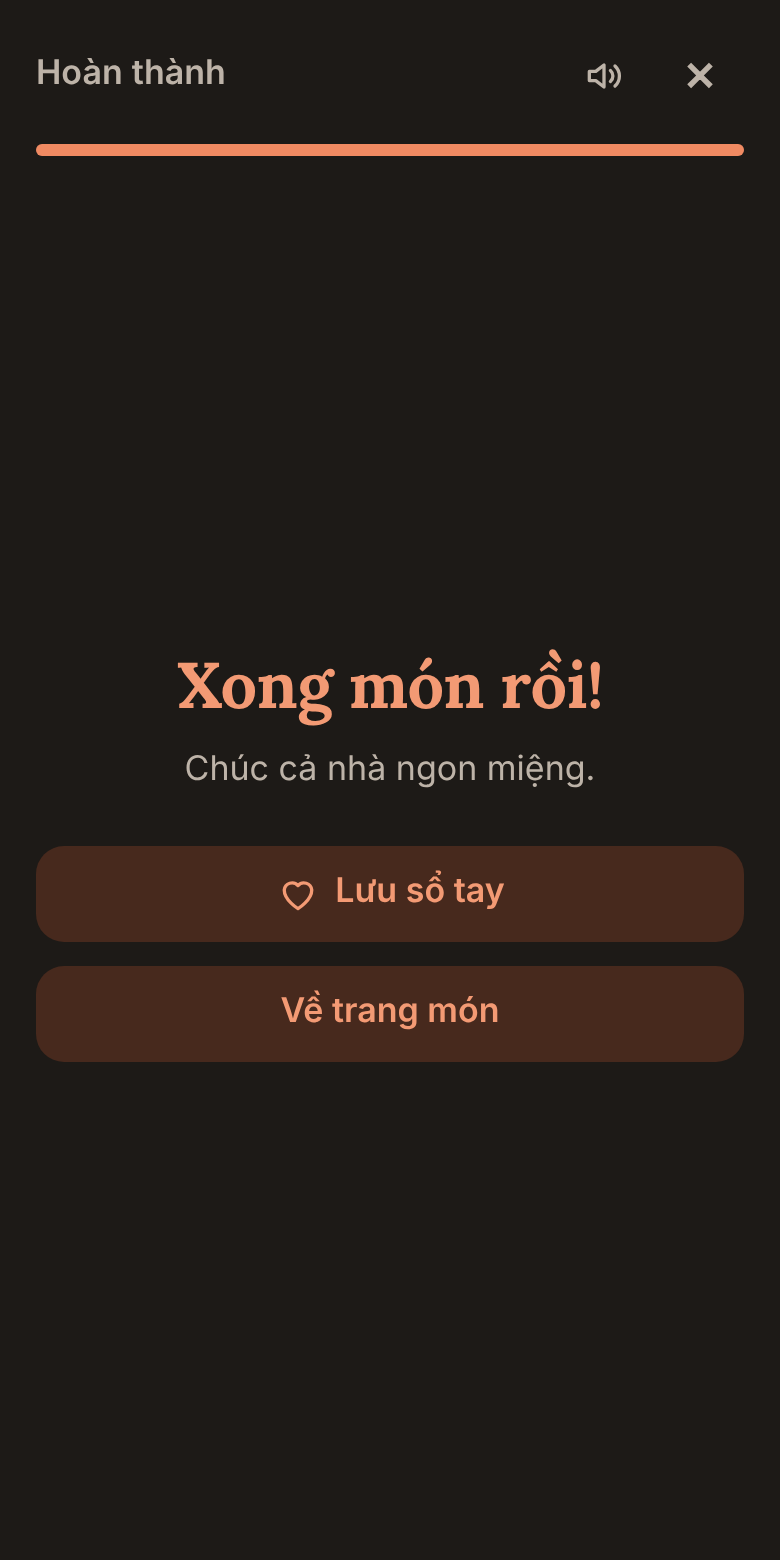 Hoàn thành
Xong món rồi!
Chúc cả nhà ngon miệng.
Lưu sổ tay
Về trang món